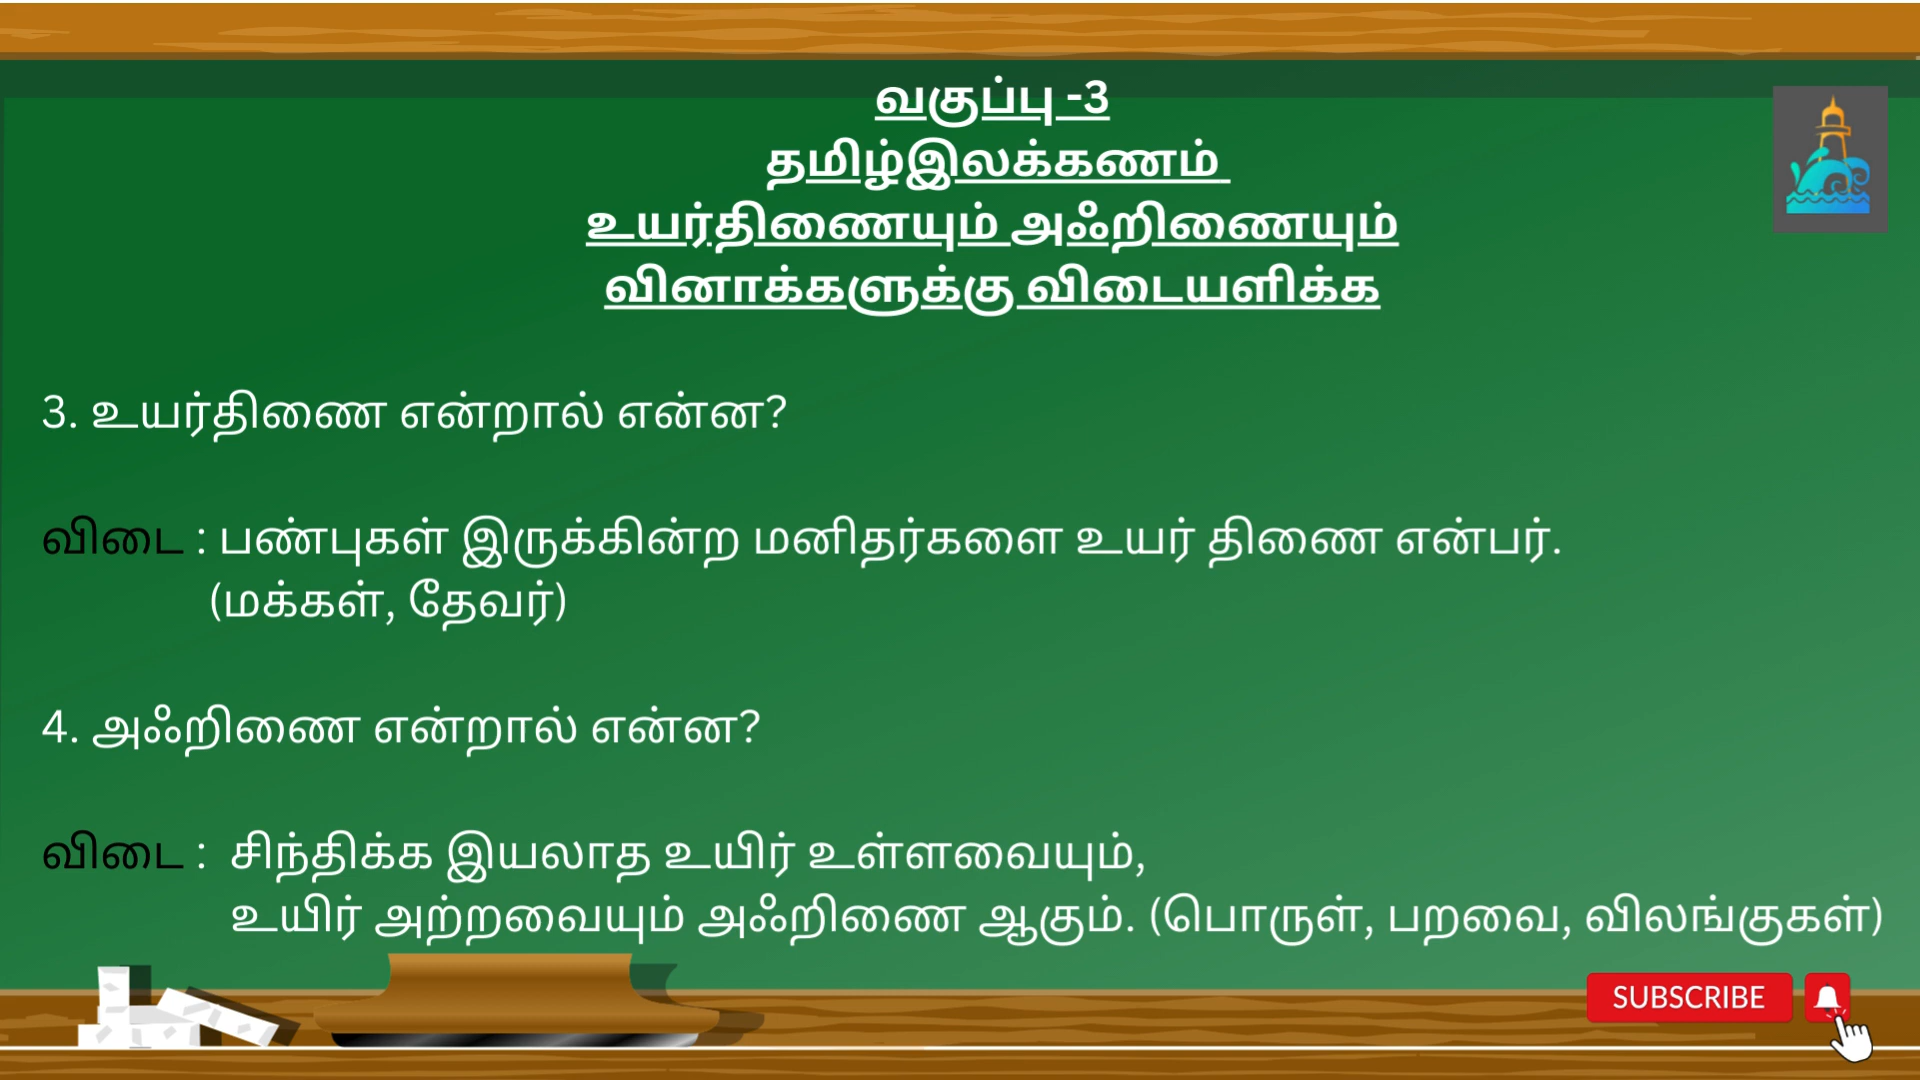 வகுப்பு -3
தமிழ்இலக்கணம்
உயர்திணையும் அஃறிணையும்
வினாக்களுக்கு விடையளிக்க
3. உயர்திணை என்றால் என்ன?
விடை : பண்புகள் இருக்கின்ற மனிதர்களை உயர் திணை என்பர்.
(மக்கள், தேவர்)
4. அஃறிணை என்றால் என்ன?
விடை : சிந்திக்க இயலாத உயிர் உள்ளவையும்,
உயிர் அற்றவையும் அஃறிணை ஆகும். (பொருள், பறவை, விலங்குகள்)
SUBSCRIBE